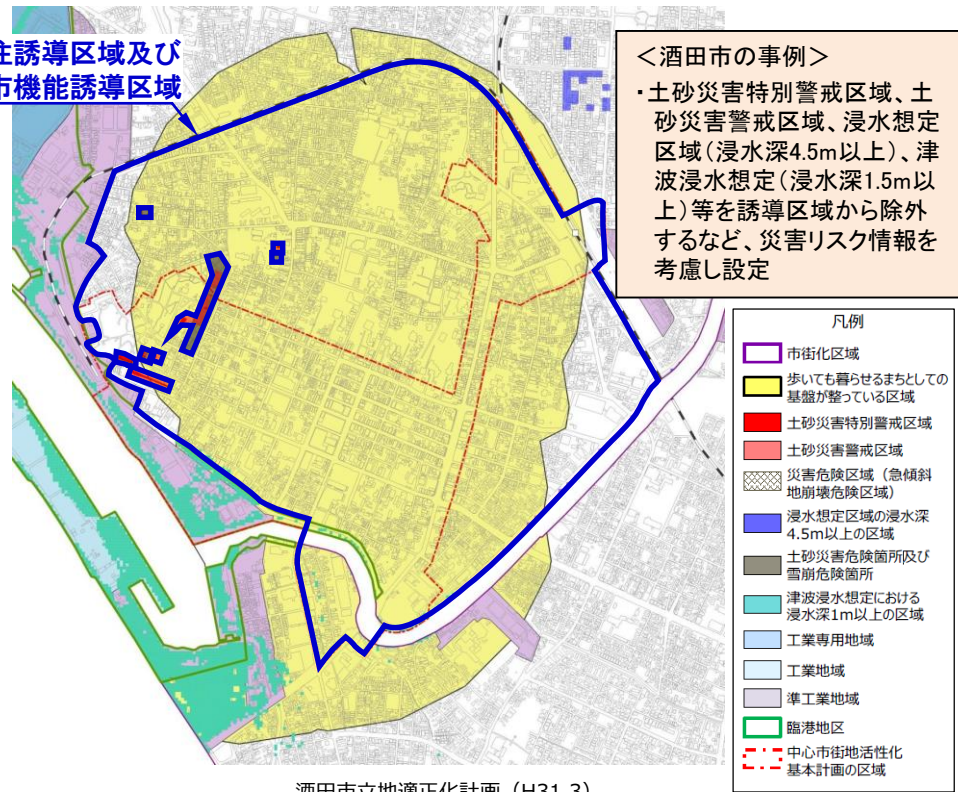 住誘導区域及び
市機能誘導区域
＜酒田市の事例＞
・土砂災害特別警戒区域、土
砂災害警戒区域、浸水想定
区域(浸水深4.5m以上)、津
波浸水想定(浸水深1.5m以
上)等を誘導区域から除外
するなど、災害リスク情報を
考慮し設定
凡例
市街化区域
歩いても暮らせるまちとしての
基盤が整っている区域
土砂災害特別警戒区域
土砂災害警戒区域
災害危険区域（急傾斜
地崩壊危険区域）
浸水想定区域の浸水深
4.5m以上の区域
土砂災害危険箇所及び
雪崩危険箇所
津波浸水想定における
浸水深1m以上の区域
工業専用地域
工業地域
準工業地域
臨港地区
中心市街地活性化
基本計画の区域
酒田市立地適正化計画（H31.3）